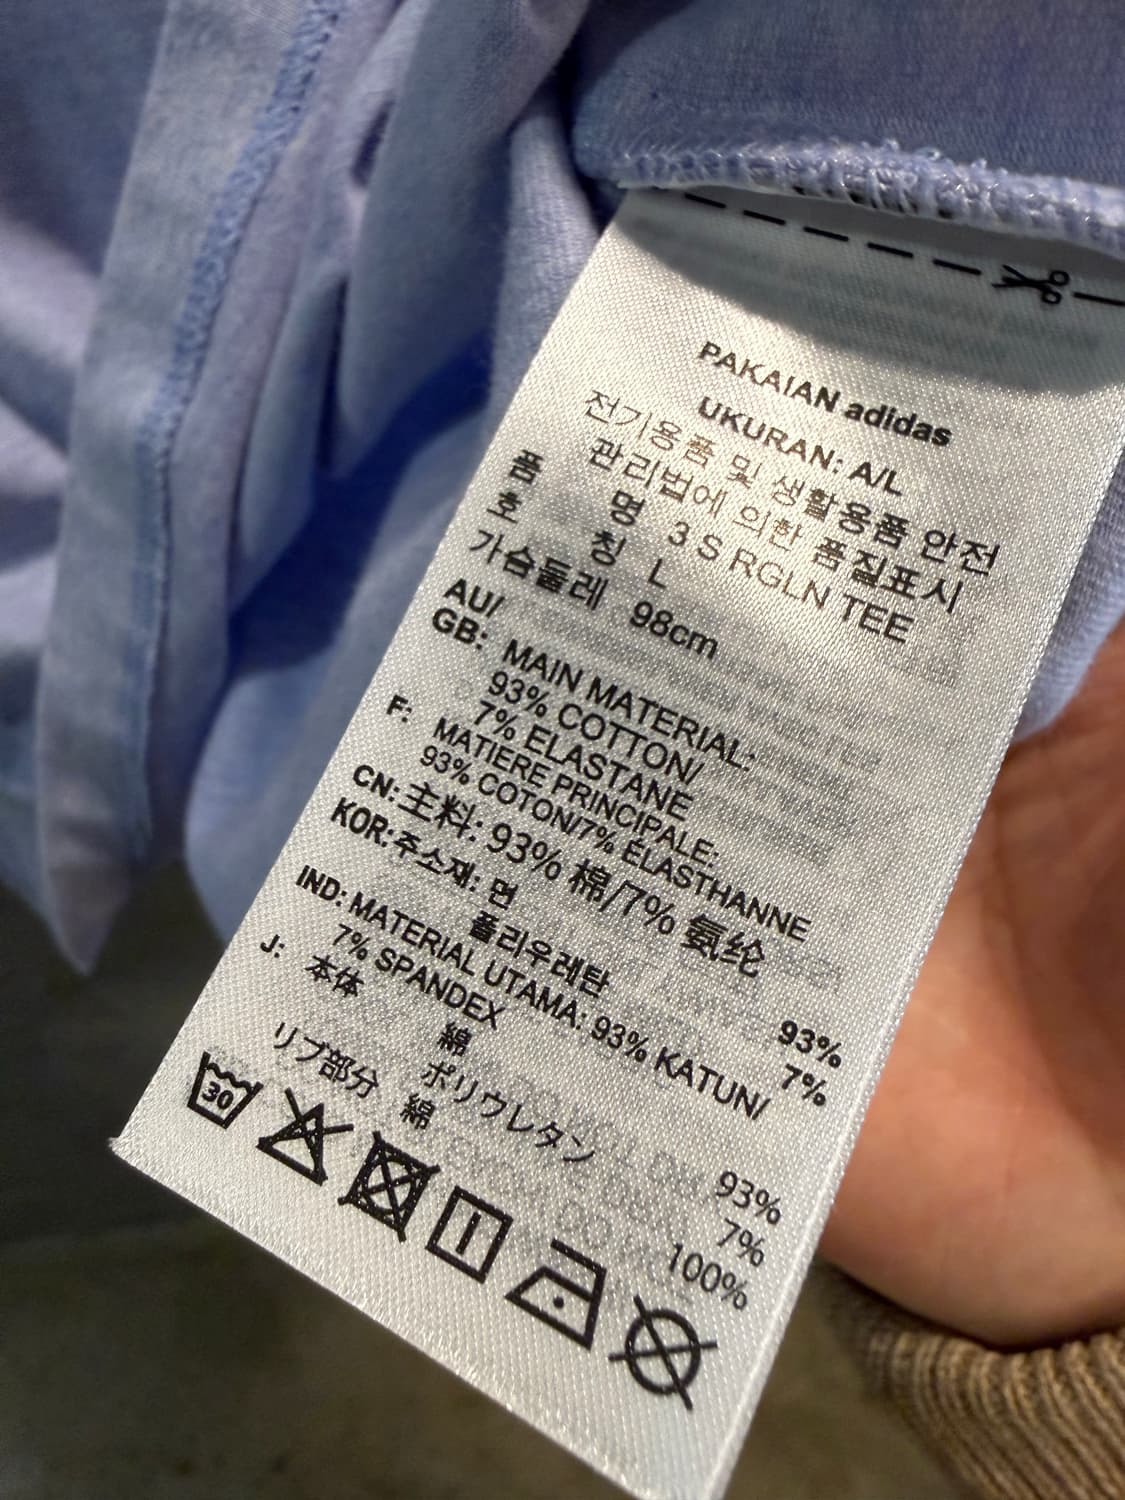 PAKAIAN adidas
UKURAN: A/L
전기용품 및 생활용품 안전
관리법에 의한 품질표시
품 명 3 S RGLN TEE
호 칭 L
가슴둘레 98cm
AU/
GB: MAIN MATERIAL:
93% COTTON/
7% ELASTANE
F: MATIERE PRINCIPALE:
93% COTON/7% ÉLASTHANNE
CN: 主料: 93% 棉/7% 氨纶
KOR: 주소재: 면 93%
폴리우레탄 7%
IND: MATERIAL UTAMA: 93% KATUN/
7% SPANDEX
J: 本体 綿 93%
ポリウレタン 7%
リブ部分 綿 100%
30